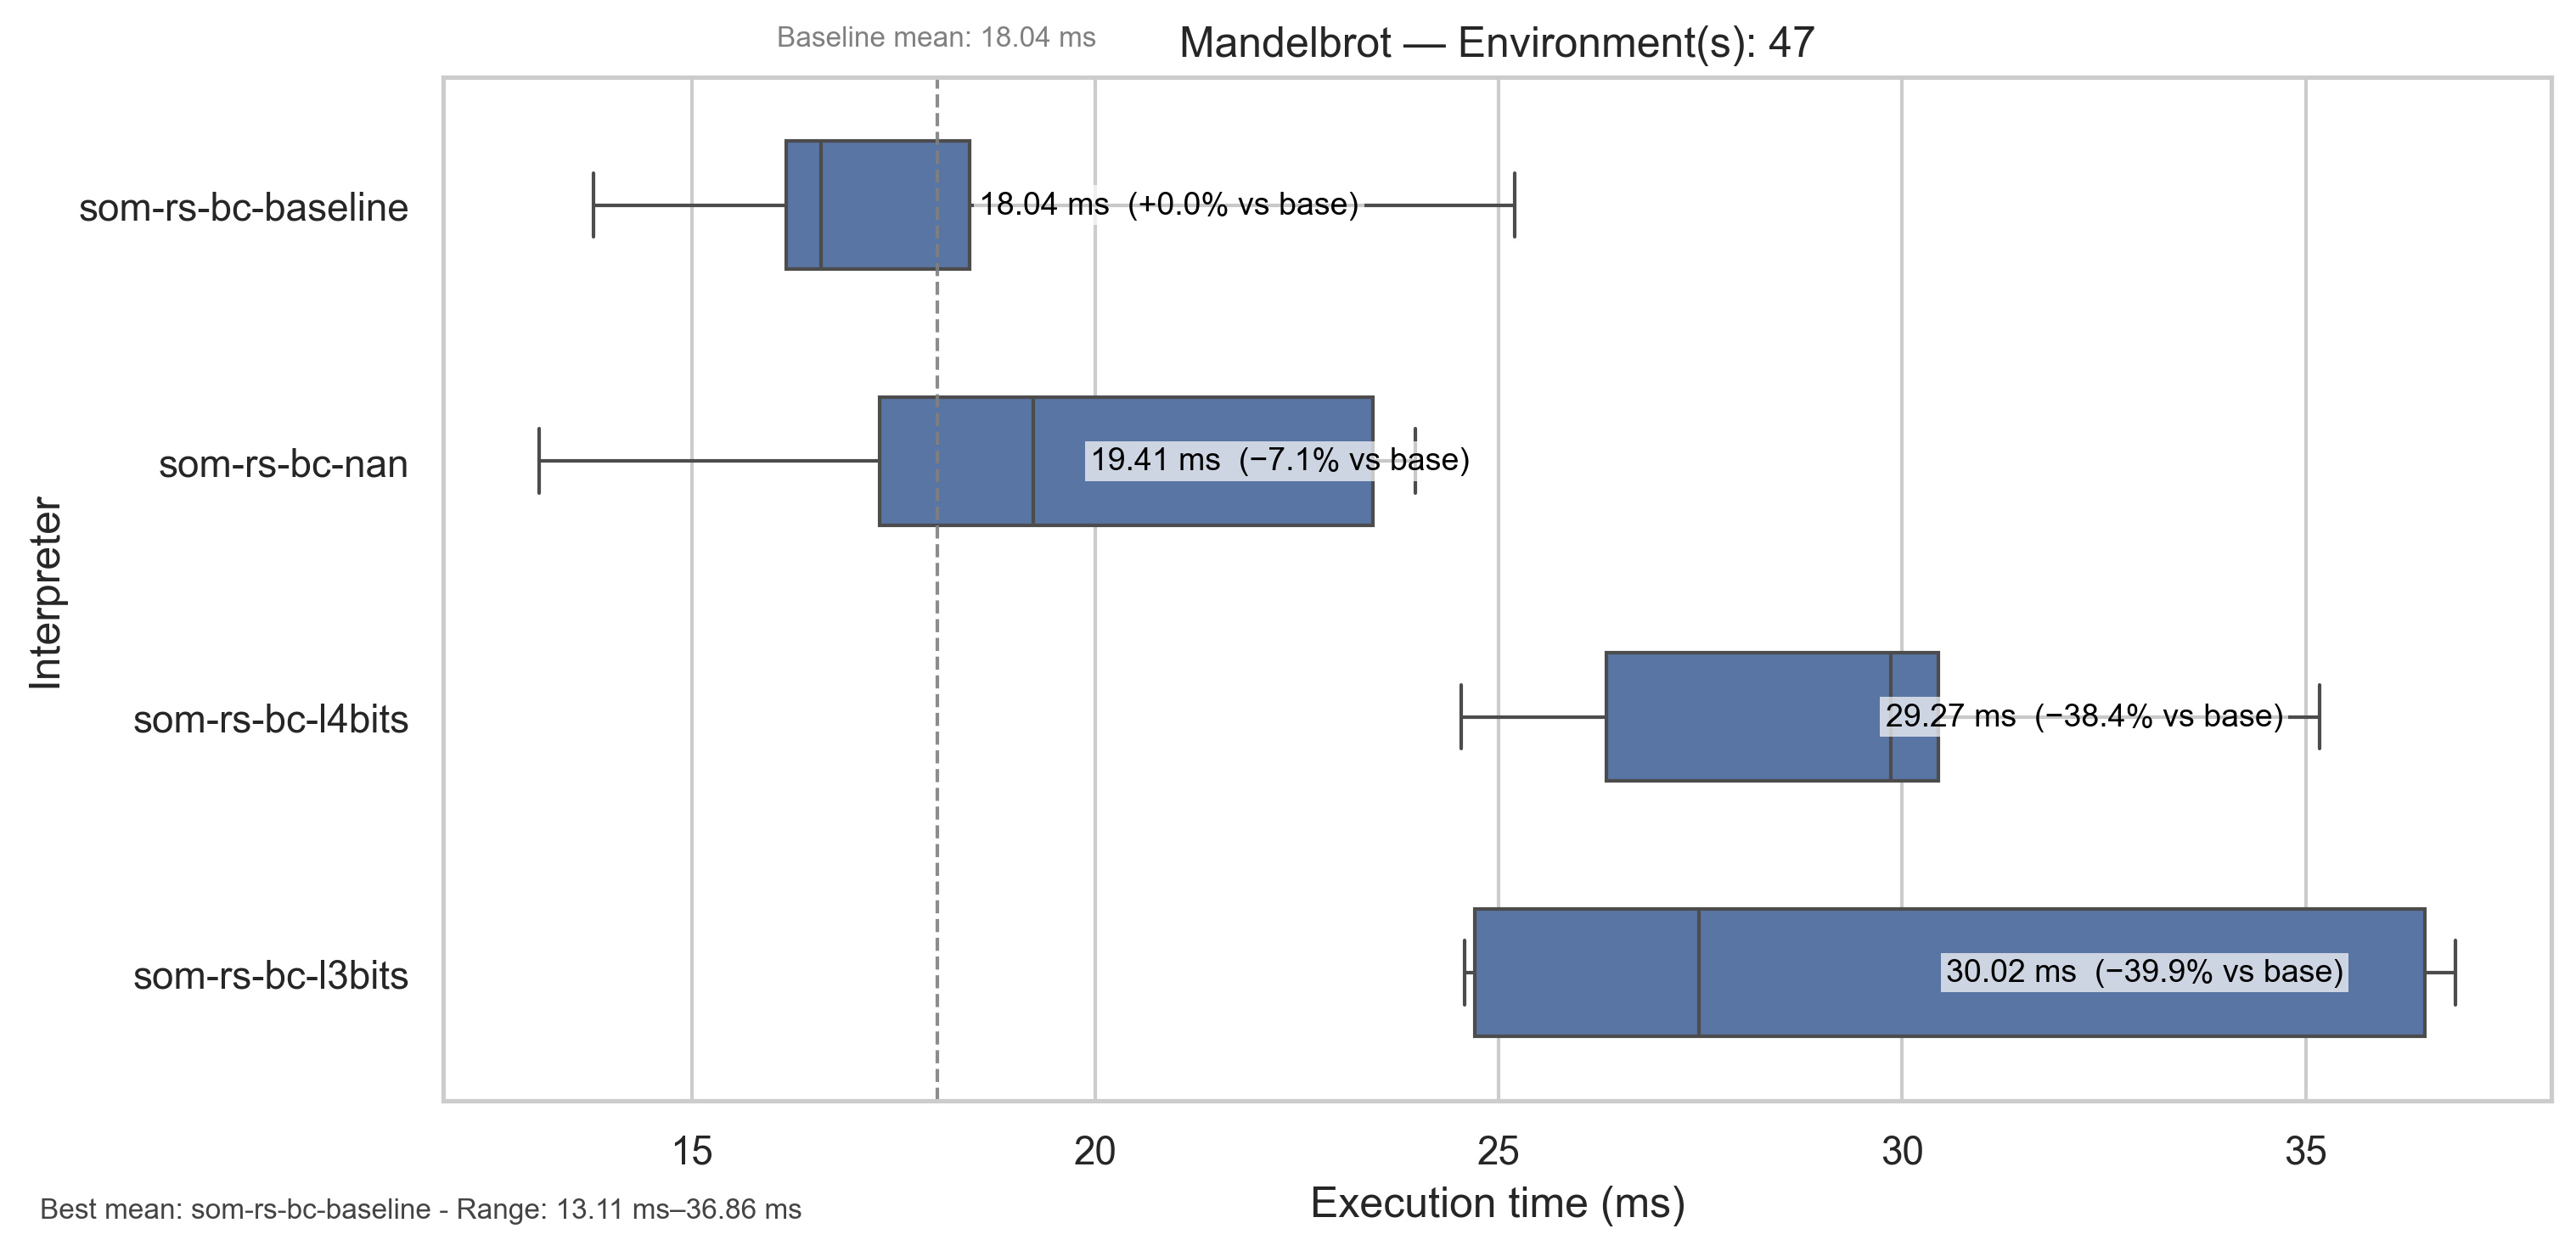 Baseline mean: 18.04 ms
Mandelbrot — Environment(s): 47
som-rs-bc-baseline
18.04 ms  (+0.0% vs base)
som-rs-bc-nan
19.41 ms  (−7.1% vs base)
Interpreter
som-rs-bc-l4bits
29.27 ms  (−38.4% vs base)
som-rs-bc-l3bits
30.02 ms  (−39.9% vs base)
15 20 25 30 35
Execution time (ms)
Best mean: som-rs-bc-baseline - Range: 13.11 ms–36.86 ms